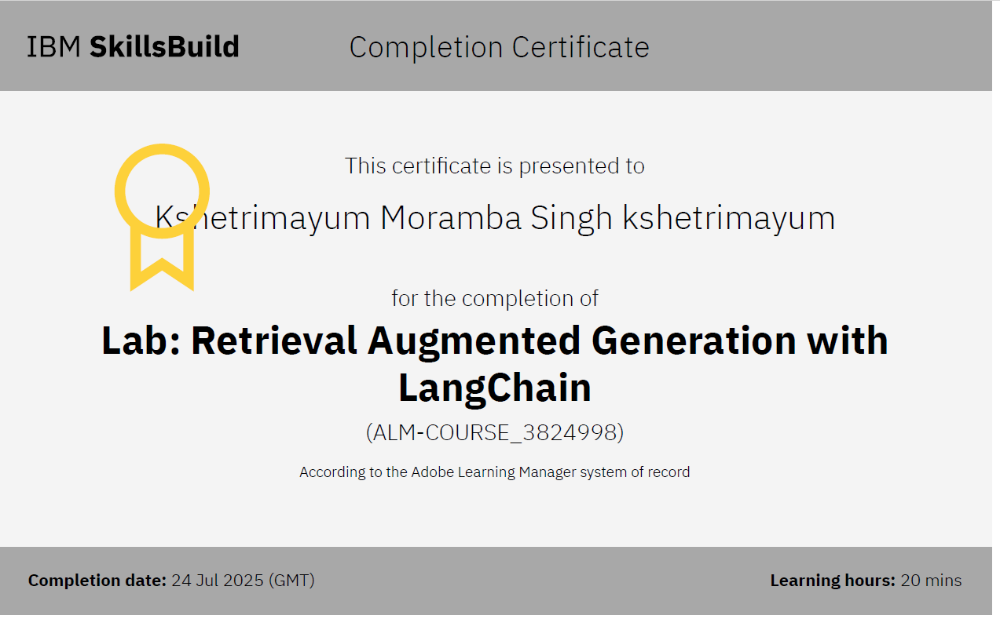 IBM SkillsBuild
Completion Certificate
This certificate is presented to
Kshetrimayum Moramba Singh kshetrimayum
for the completion of
Lab: Retrieval Augmented Generation with
LangChain
(ALM-COURSE_3824998)
According to the Adobe Learning Manager system of record
Completion date: 24 Jul 2025 (GMT)
Learning hours: 20 mins